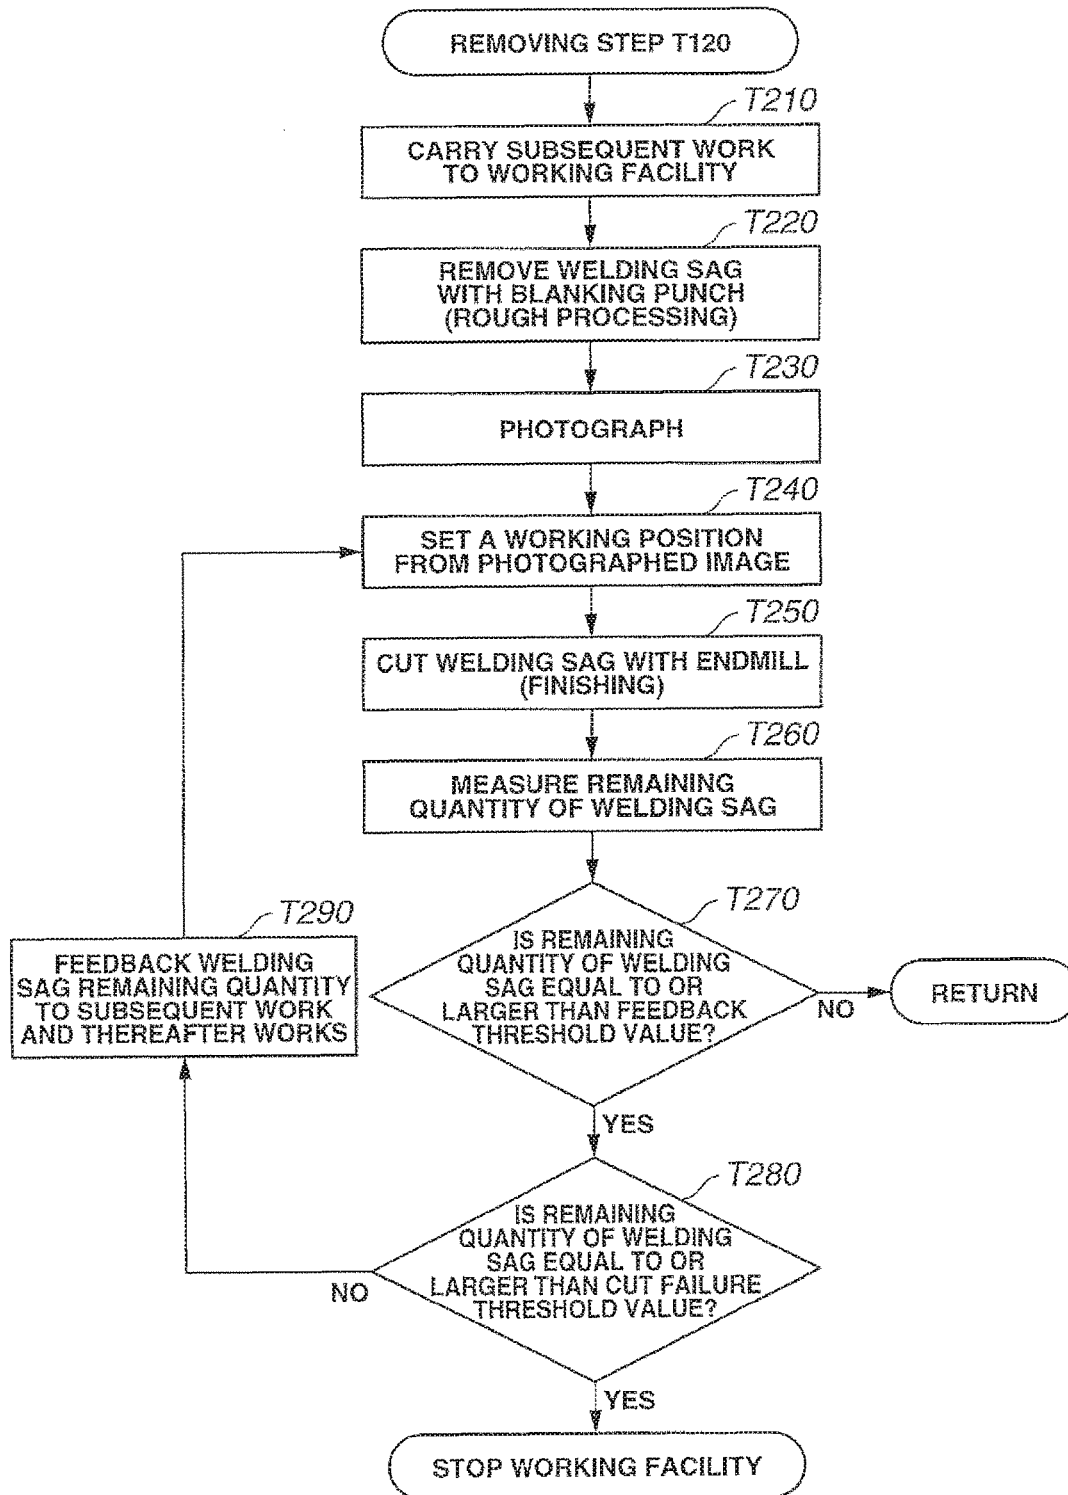 REMOVING STEP T120
T210
CARRY SUBSEQUENT WORK
TO WORKING FACILITY
T220
REMOVE WELDING SAG
WITH BLANKING PUNCH
(ROUGH PROCESSING)
T230
PHOTOGRAPH
T240
SET A WORKING POSITION
FROM PHOTOGRAPHED IMAGE
T250
CUT WELDING SAG WITH ENDMILL
(FINISHING)
T260
MEASURE REMAINING
QUANTITY OF WELDING SAG
T270
IS REMAINING
QUANTITY OF WELDING
SAG EQUAL TO OR
LARGER THAN FEEDBACK
THRESHOLD VALUE?
NO
RETURN
T290
FEEDBACK WELDING
SAG REMAINING QUANTITY
TO SUBSEQUENT WORK
AND THEREAFTER WORKS
YES
T280
IS REMAINING
QUANTITY OF WELDING
SAG EQUAL TO OR
LARGER THAN CUT FAILURE
THRESHOLD VALUE?
NO
YES
STOP WORKING FACILITY